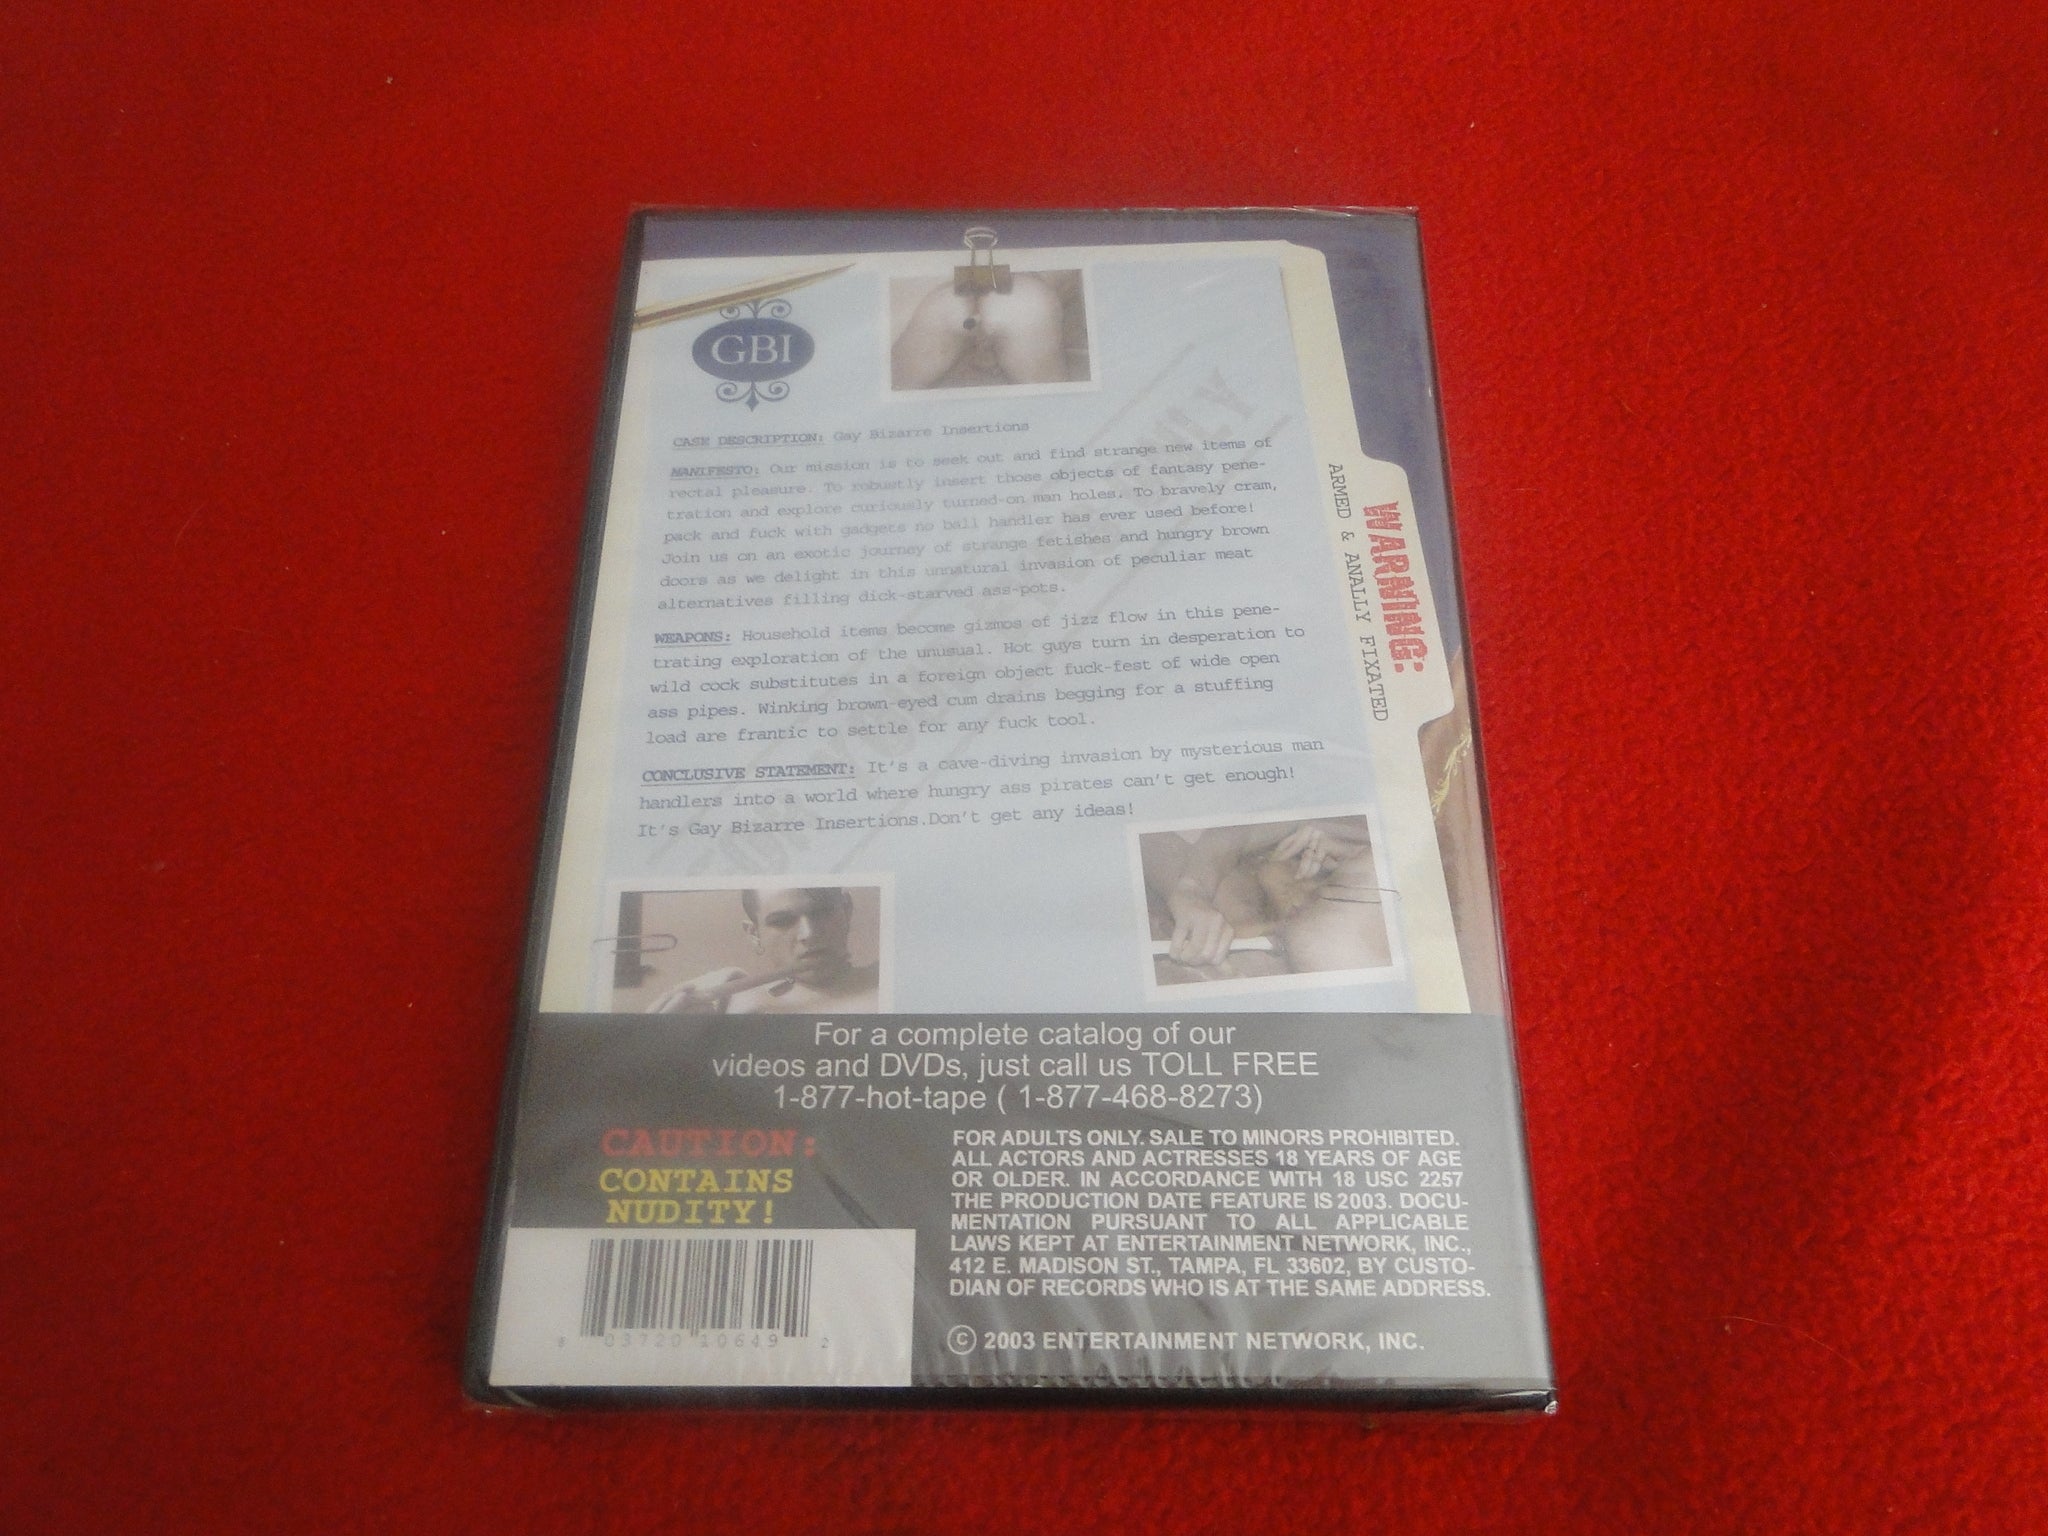 GBI
CASE DESCRIPTION: Gay Bizarre Insertions
MANIFESTO: Our mission is to seek out and find strange new items of
rectal pleasure. To robustly insert those objects of fantasy pene-
tration and explore curiously turned-on man holes. To bravely cram,
pack and fuck with gadgets no ball handler has ever used before!
Join us on an exotic journey of strange fetishes and hungry brown
doors as we delight in this unnatural invasion of peculiar meat
alternatives filling dick-starved ass-pots.
WEAPONS: Household items become gizmos of jizz flow in this pene-
trating exploration of the unusual. Hot guys turn in desperation to
wild cock substitutes in a foreign object fuck-fest of wide open
ass pipes. Winking brown-eyed cum drains begging for a stuffing
load are frantic to settle for any fuck tool.
CONCLUSIVE STATEMENT: It's a cave-diving invasion by mysterious man
handlers into a world where hungry ass pirates can't get enough!
It's Gay Bizarre Insertions.Don't get any ideas!
WARNING:
ARMED & ANALLY FIXATED
For a complete catalog of our
videos and DVDs, just call us TOLL FREE
1-877-hot-tape ( 1-877-468-8273)
CAUTION:
CONTAINS
NUDITY!
FOR ADULTS ONLY. SALE TO MINORS PROHIBITED.
ALL ACTORS AND ACTRESSES 18 YEARS OF AGE
OR OLDER. IN ACCORDANCE WITH 18 USC 2257
THE PRODUCTION DATE FEATURE IS 2003. DOCU-
MENTATION PURSUANT TO ALL APPLICABLE
LAWS KEPT AT ENTERTAINMENT NETWORK, INC.,
412 E. MADISON ST., TAMPA, FL 33602, BY CUSTO-
DIAN OF RECORDS WHO IS AT THE SAME ADDRESS.
© 2003 ENTERTAINMENT NETWORK, INC.
8 03720 10649 2